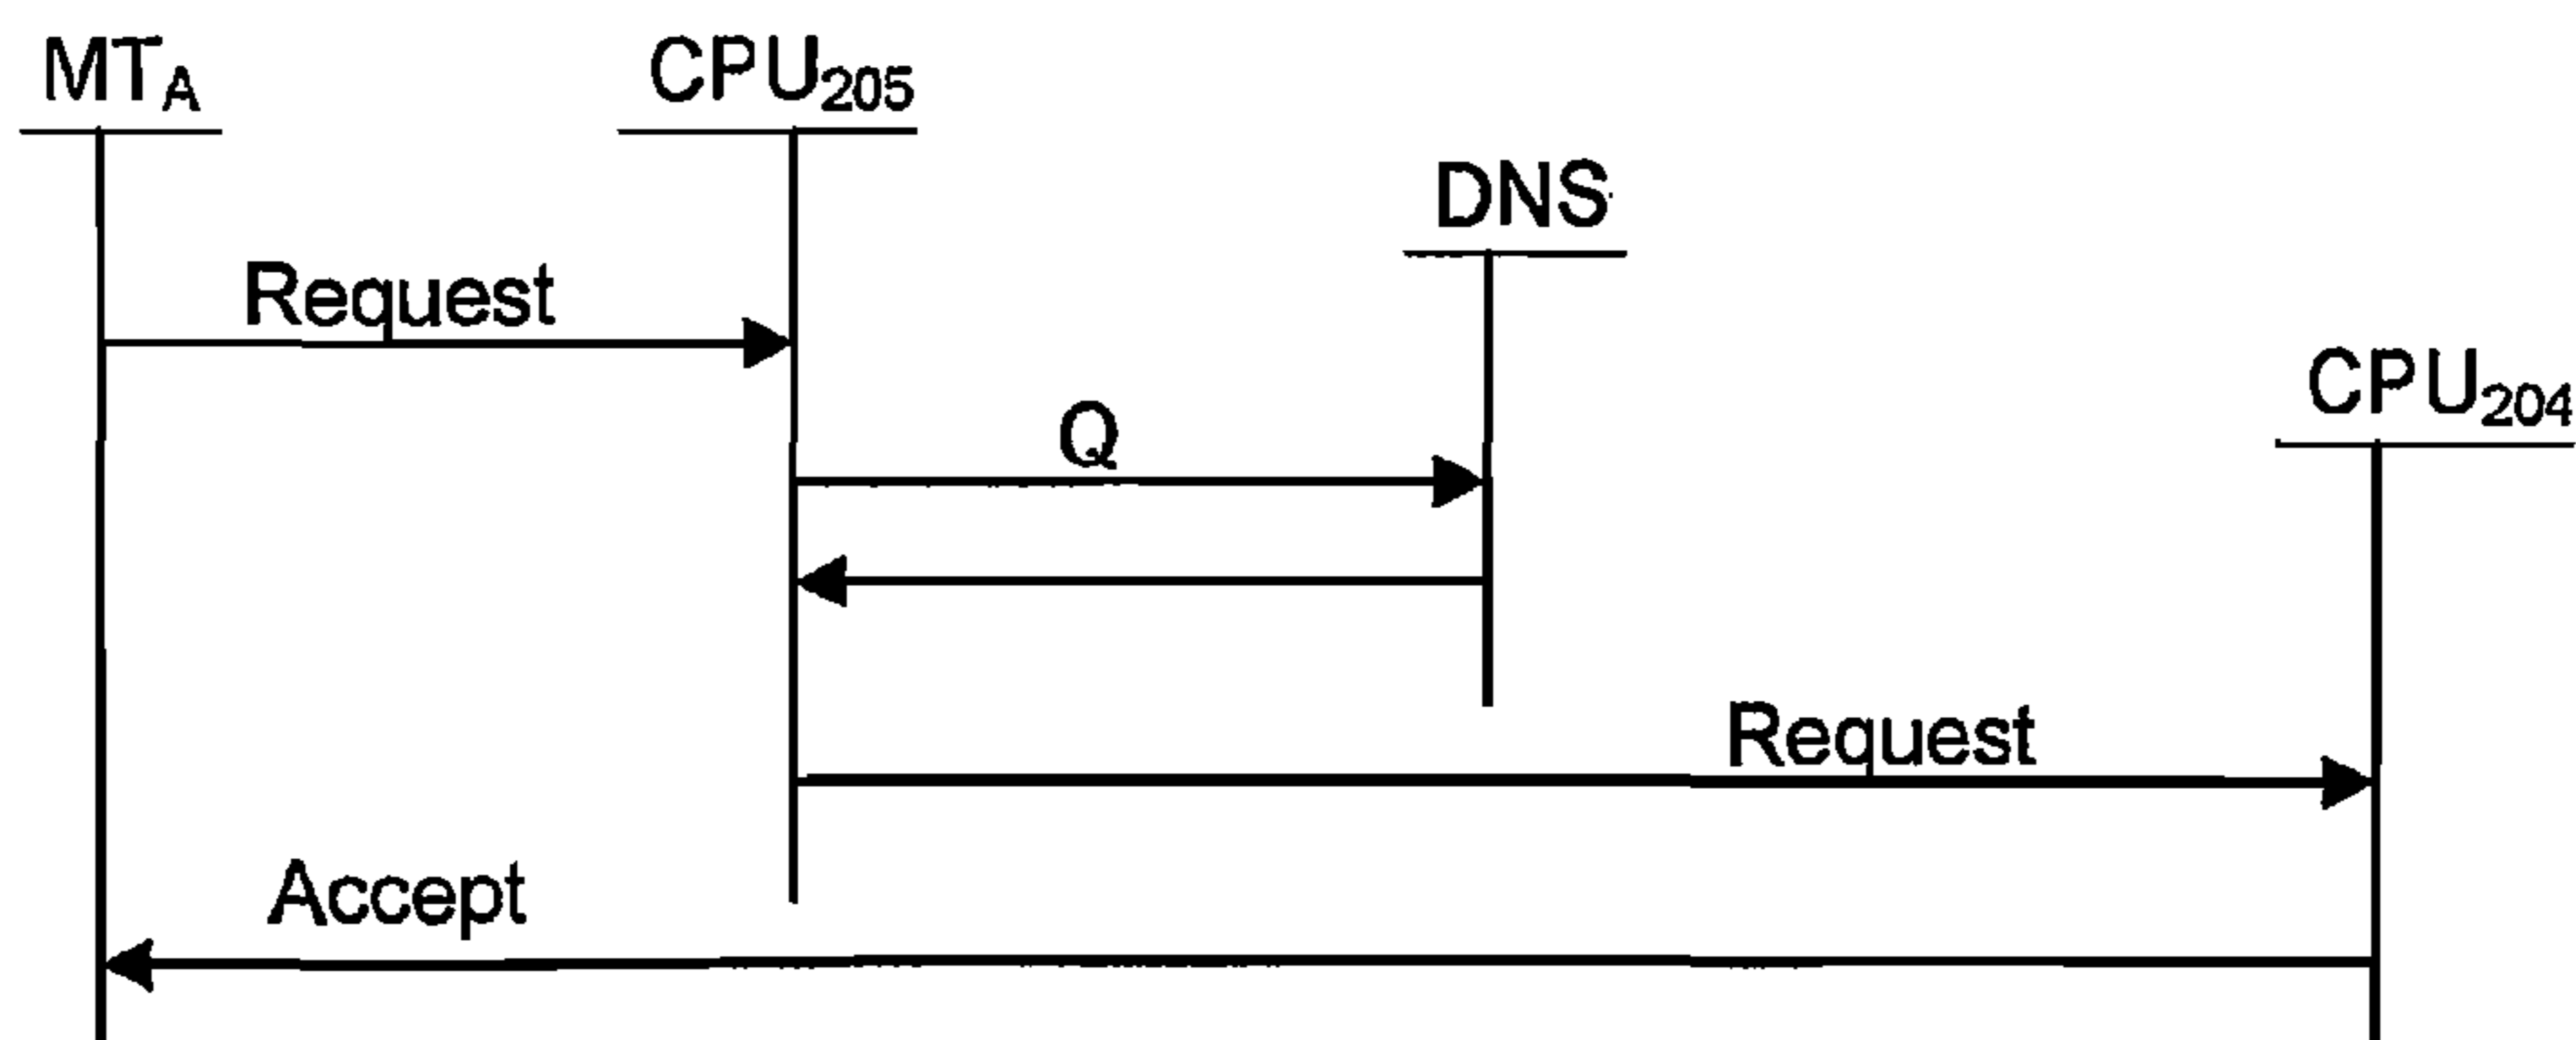 MTA
CPU205
DNS
Request
CPU204
Q
Request
Accept